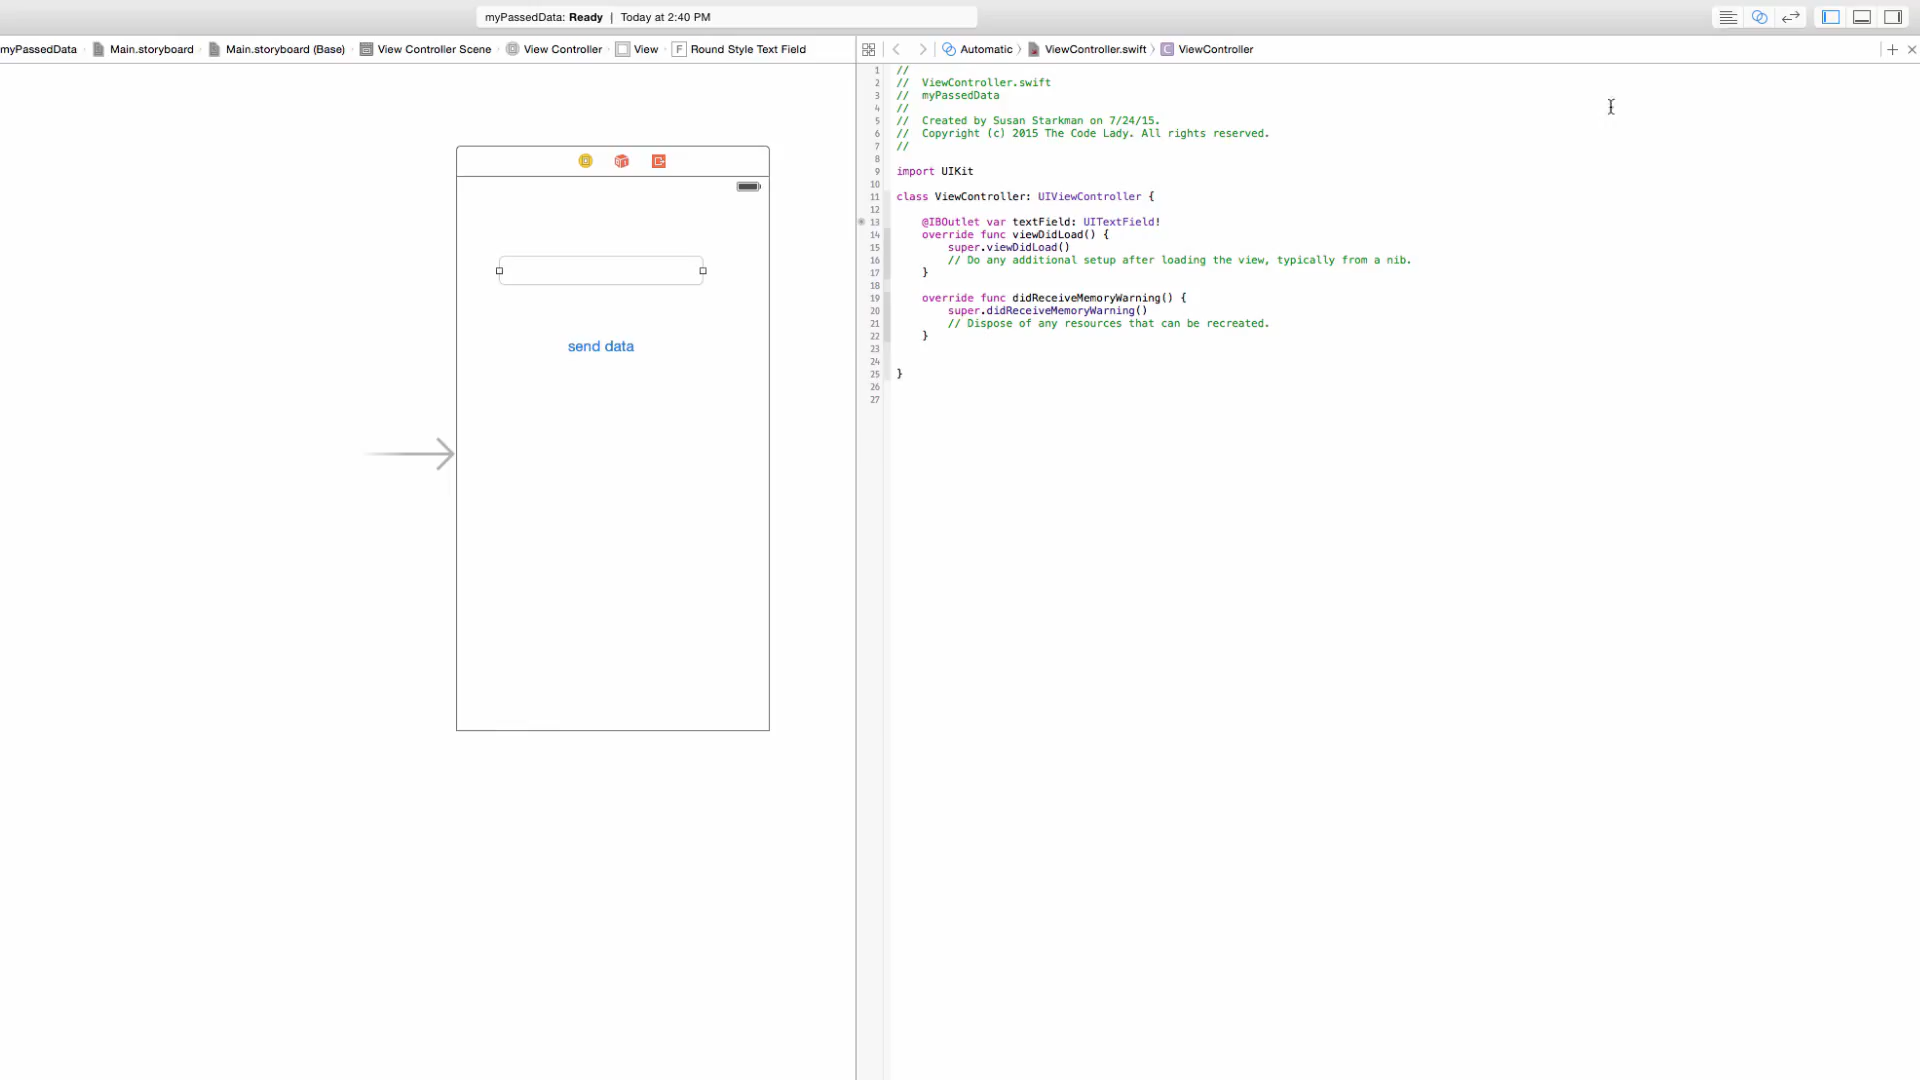 myPassedData: Ready | Today at 2:40 PM
myPassedData Main.storyboard Main.storyboard (Base) View Controller Scene View Controller View F Round Style Text Field
Automatic ViewController.swift C ViewController
send data
1 //
2 //  ViewController.swift
3 //  myPassedData
4 //
5 //  Created by Susan Starkman on 7/24/15.
6 //  Copyright (c) 2015 The Code Lady. All rights reserved.
7 //
8
9 import UIKit
10
11 class ViewController: UIViewController {
12
13     @IBOutlet var textField: UITextField!
14     override func viewDidLoad() {
15         super.viewDidLoad()
16         // Do any additional setup after loading the view, typically from a nib.
17     }
18
19     override func didReceiveMemoryWarning() {
20         super.didReceiveMemoryWarning()
21         // Dispose of any resources that can be recreated.
22     }
23
24
25 }
26
27